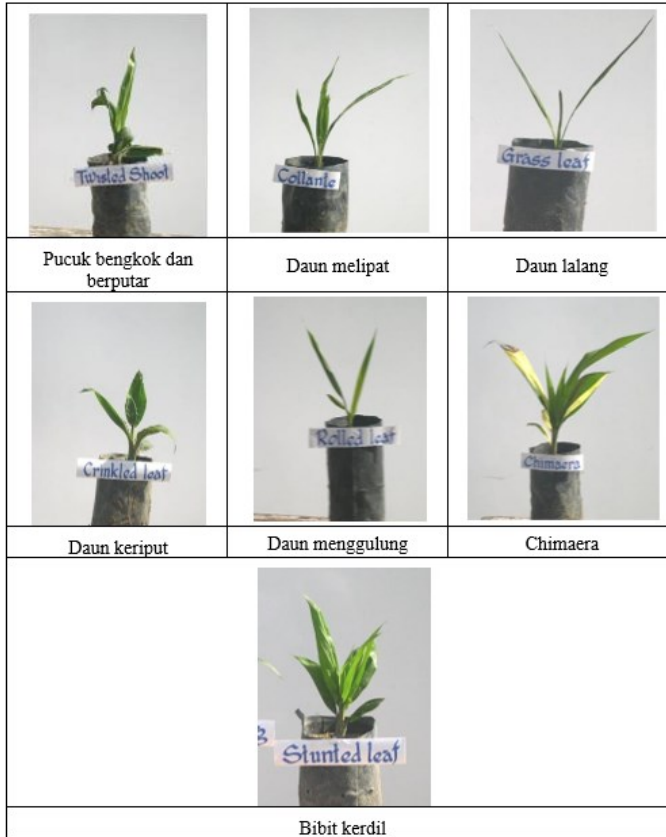 Twisted Shoot
Collante
Grass leaf
Pucuk bengkok dan
berputar
Daun melipat
Daun lalang
Crinkled leaf
Rolled leaf
Chimaera
Daun keriput
Daun menggulung
Chimaera
3
Stunted leaf
Bibit kerdil